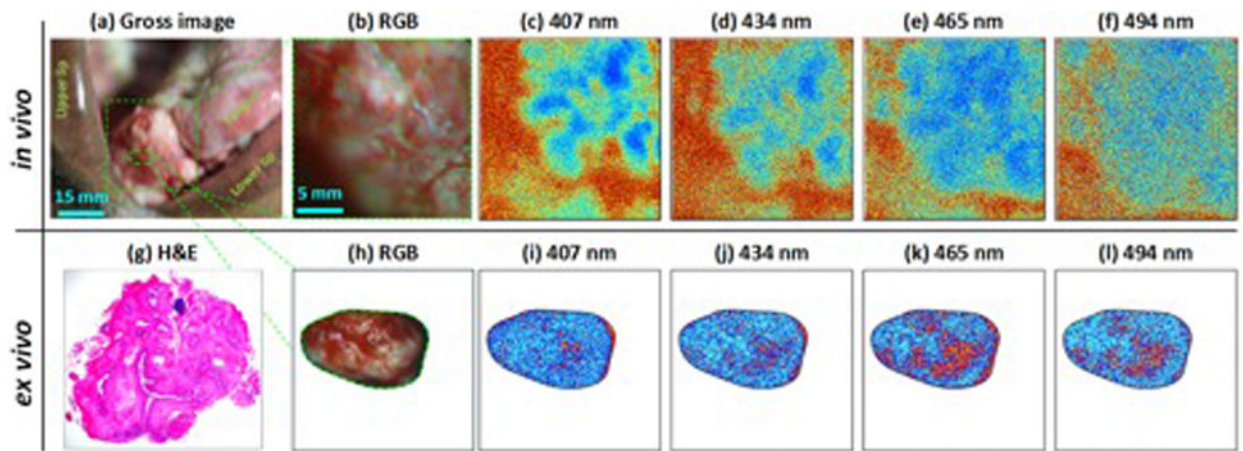 (a) Gross image
(b) RGB
(c) 407 nm
(d) 434 nm
(e) 465 nm
(f) 494 nm
in vivo
Upper lip
Lower lip
15 mm
5 mm
(g) H&E
(h) RGB
(i) 407 nm
(j) 434 nm
(k) 465 nm
(l) 494 nm
ex vivo